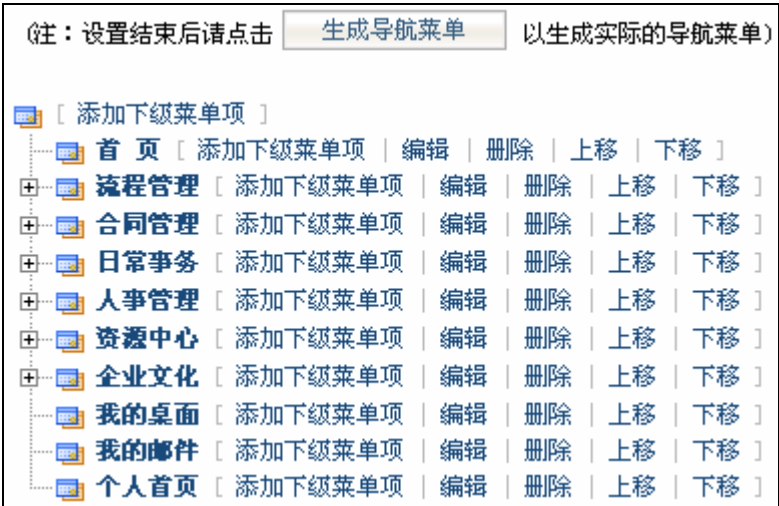 (注：设置结束后请点击 生成导航菜单 以生成实际的导航菜单)
[ 添加下级菜单项 ]
首 页 [ 添加下级菜单项 | 编辑 | 删除 | 上移 | 下移 ]
流程管理 [ 添加下级菜单项 | 编辑 | 删除 | 上移 | 下移 ]
合同管理 [ 添加下级菜单项 | 编辑 | 删除 | 上移 | 下移 ]
日常事务 [ 添加下级菜单项 | 编辑 | 删除 | 上移 | 下移 ]
人事管理 [ 添加下级菜单项 | 编辑 | 删除 | 上移 | 下移 ]
资源中心 [ 添加下级菜单项 | 编辑 | 删除 | 上移 | 下移 ]
企业文化 [ 添加下级菜单项 | 编辑 | 删除 | 上移 | 下移 ]
我的桌面 [ 添加下级菜单项 | 编辑 | 删除 | 上移 | 下移 ]
我的邮件 [ 添加下级菜单项 | 编辑 | 删除 | 上移 | 下移 ]
个人首页 [ 添加下级菜单项 | 编辑 | 删除 | 上移 | 下移 ]